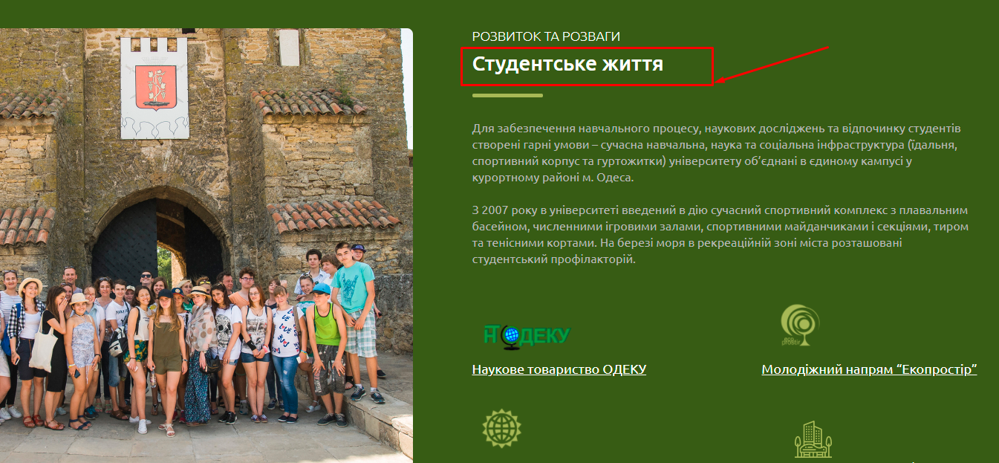 РОЗВИТОК ТА РОЗВАГИ
Студентське життя
Для забезпечення навчального процесу, наукових досліджень та відпочинку студентів
створені гарні умови – сучасна навчальна, наука та соціальна інфраструктура (їдальня,
спортивний корпус та гуртожитки) університету об’єднані в єдиному кампусі у
курортному районі м. Одеса.
З 2007 року в університеті введений в дію сучасний спортивний комплекс з плавальним
басейном, численними ігровими залами, спортивними майданчиками і секціями, тиром
та тенісними кортами. На березі моря в рекреаційній зоні міста розташовані
студентський профілакторій.
НТ ОДЕКУ
eco
prostir
Наукове товариство ОДЕКУ
Молодіжний напрям “Екопростір”